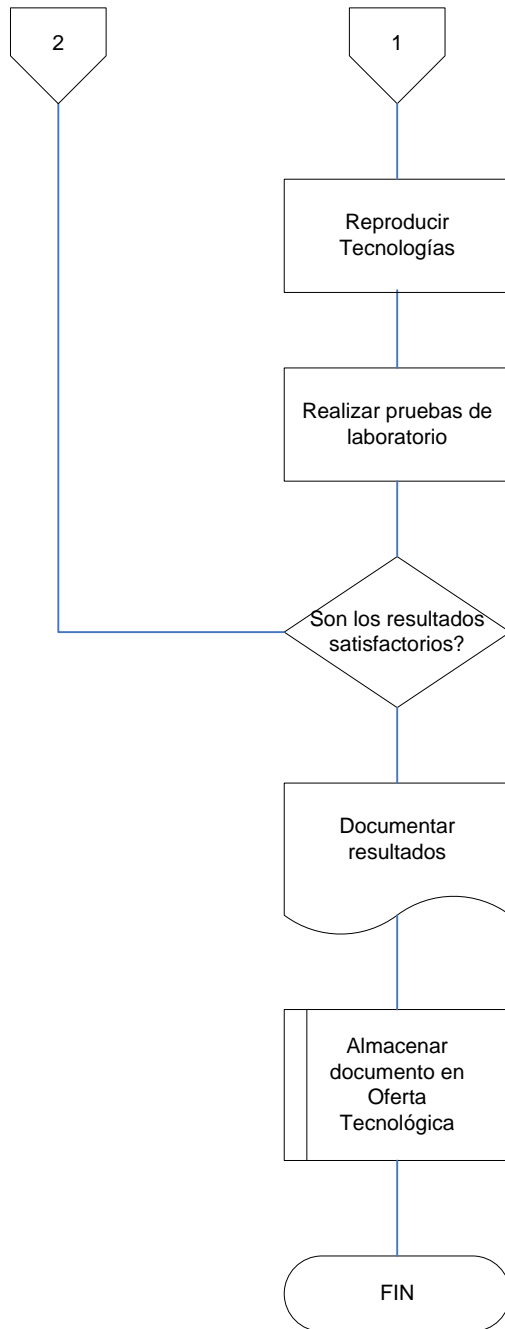 2
1
Reproducir
Tecnologías
Realizar pruebas de
laboratorio
Son los resultados
satisfactorios?
Documentar
resultados
Almacenar
documento en
Oferta
Tecnológica
FIN